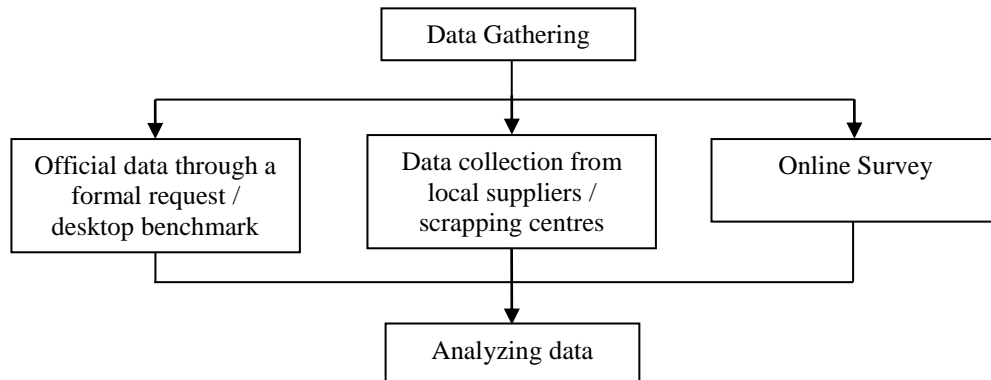 Data Gathering
Official data through a
formal request /
desktop benchmark
Data collection from
local suppliers /
scrapping centres
Online Survey
Analyzing data